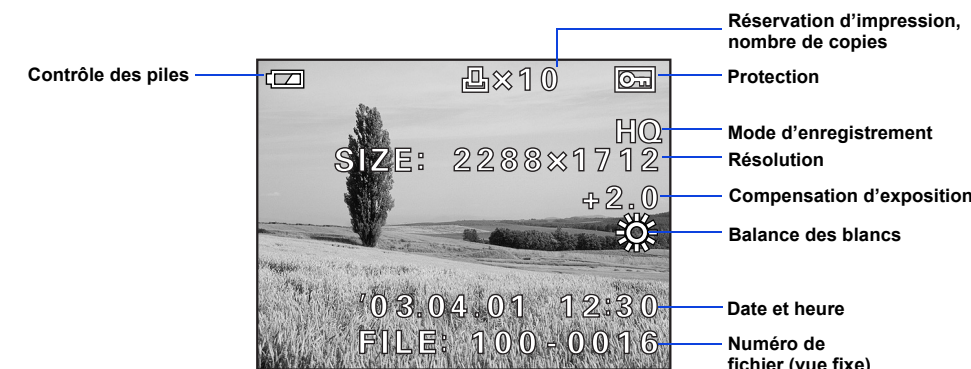 Réservation d'impression,
nombre de copies
Contrôle des piles
×10
Protection
HQ
Mode d'enregistrement
SIZE: 2288×1712
Résolution
+2.0
Compensation d'exposition
Balance des blancs
'03.04.01 12:30
Date et heure
FILE: 100-0016
Numéro de
fichier (vue fixe)